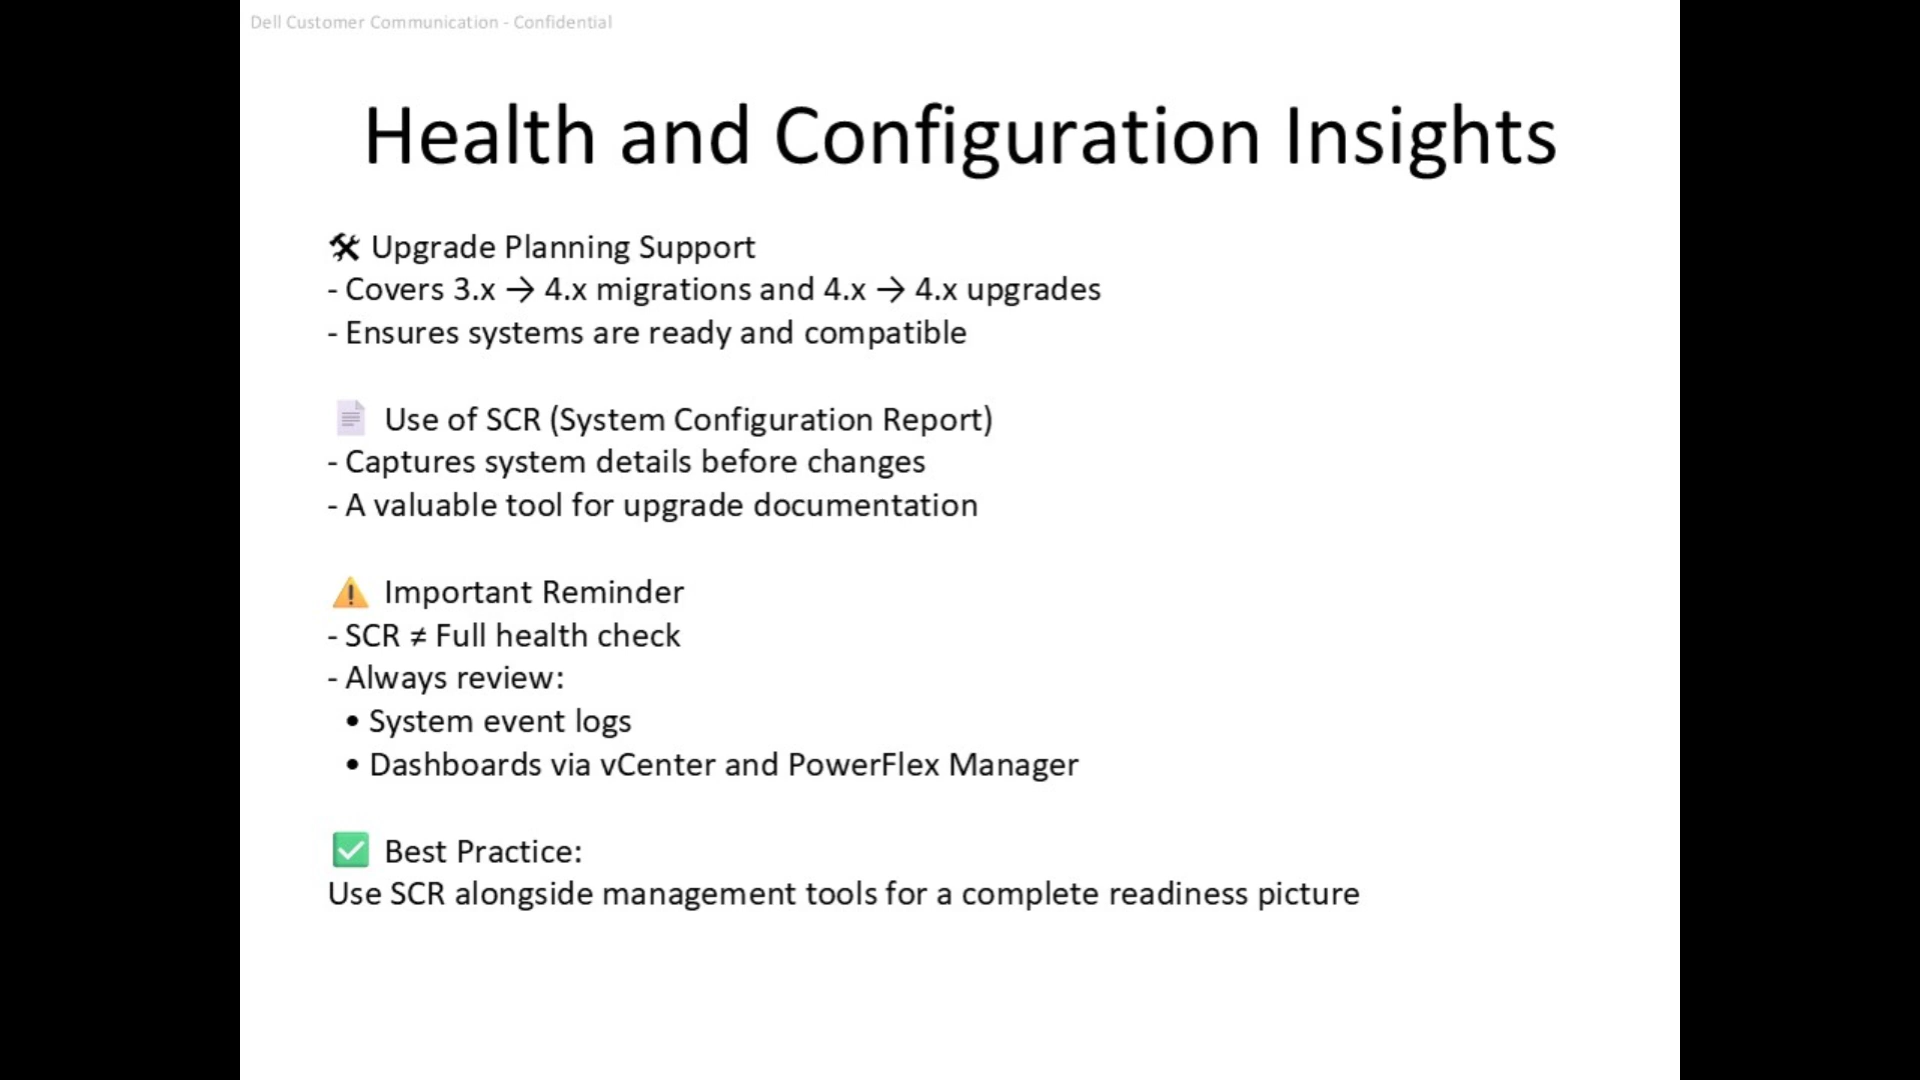 Dell Customer Communication - Confidential
Health and Configuration Insights
🛠 Upgrade Planning Support
- Covers 3.x → 4.x migrations and 4.x → 4.x upgrades
- Ensures systems are ready and compatible
📄 Use of SCR (System Configuration Report)
- Captures system details before changes
- A valuable tool for upgrade documentation
⚠️ Important Reminder
- SCR ≠ Full health check
- Always review:
• System event logs
• Dashboards via vCenter and PowerFlex Manager
✅ Best Practice:
Use SCR alongside management tools for a complete readiness picture